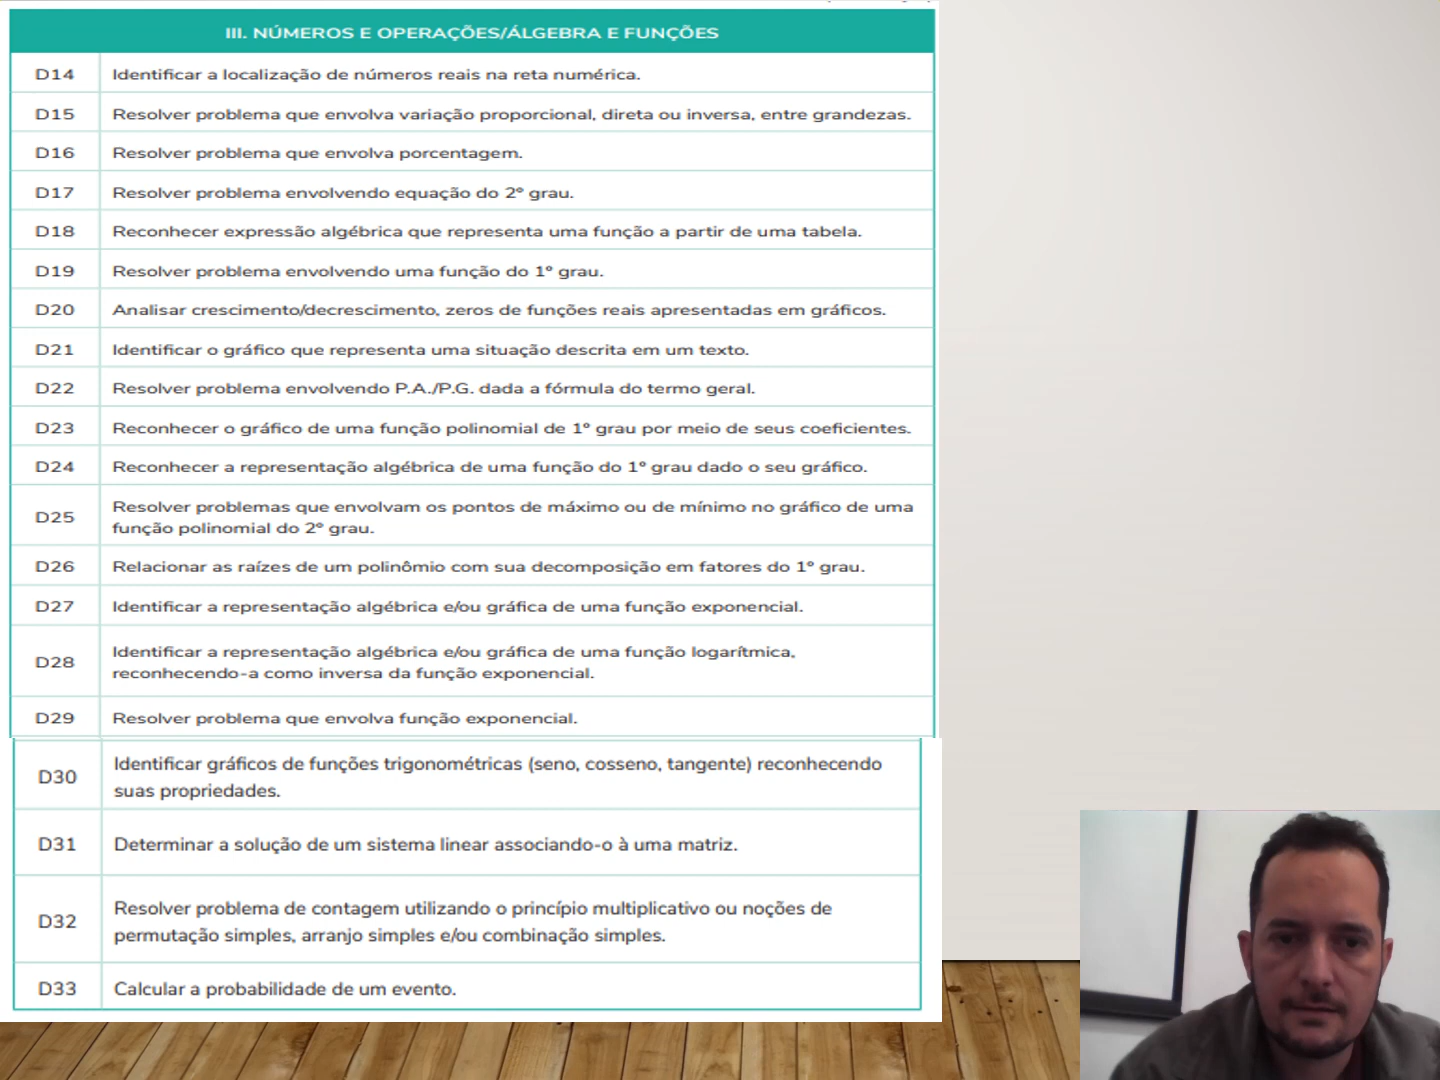 III. NÚMEROS E OPERAÇÕES/ÁLGEBRA E FUNÇÕES
D14 Identificar a localização de números reais na reta numérica.
D15 Resolver problema que envolva variação proporcional, direta ou inversa, entre grandezas.
D16 Resolver problema que envolva porcentagem.
D17 Resolver problema envolvendo equação do 2º grau.
D18 Reconhecer expressão algébrica que representa uma função a partir de uma tabela.
D19 Resolver problema envolvendo uma função do 1º grau.
D20 Analisar crescimento/decrescimento, zeros de funções reais apresentadas em gráficos.
D21 Identificar o gráfico que representa uma situação descrita em um texto.
D22 Resolver problema envolvendo P.A./P.G. dada a fórmula do termo geral.
D23 Reconhecer o gráfico de uma função polinomial de 1º grau por meio de seus coeficientes.
D24 Reconhecer a representação algébrica de uma função do 1º grau dado o seu gráfico.
D25 Resolver problemas que envolvam os pontos de máximo ou de mínimo no gráfico de uma
função polinomial do 2º grau.
D26 Relacionar as raízes de um polinômio com sua decomposição em fatores do 1º grau.
D27 Identificar a representação algébrica e/ou gráfica de uma função exponencial.
D28 Identificar a representação algébrica e/ou gráfica de uma função logarítmica,
reconhecendo-a como inversa da função exponencial.
D29 Resolver problema que envolva função exponencial.
D30 Identificar gráficos de funções trigonométricas (seno, cosseno, tangente) reconhecendo
suas propriedades.
D31 Determinar a solução de um sistema linear associando-o à uma matriz.
D32 Resolver problema de contagem utilizando o princípio multiplicativo ou noções de
permutação simples, arranjo simples e/ou combinação simples.
D33 Calcular a probabilidade de um evento.